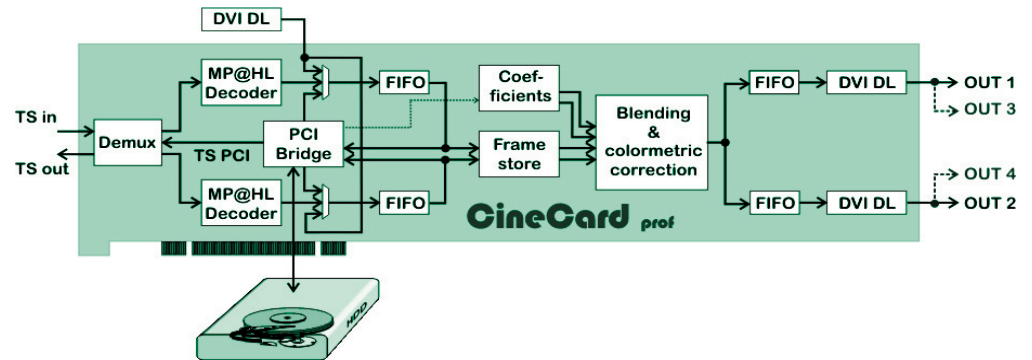 DVI DL
MP@HL
Decoder
FIFO
Coef-
ficients
FIFO
DVI DL
OUT 1
OUT 3
TS in
Demux
TS out
TS PCI
PCI
Bridge
Frame
store
Blending
&
colormetric
correction
MP@HL
Decoder
FIFO
CineCard prof
FIFO
DVI DL
OUT 4
OUT 2
HDD